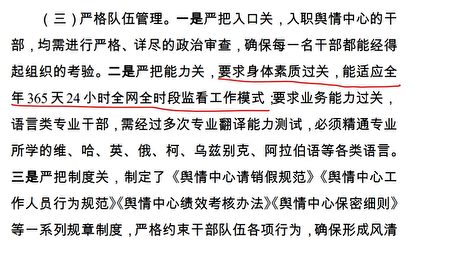 （三）严格队伍管理。一是严把入口关，入职舆情中心的干
部，均需进行严格、详尽的政治审查，确保每一名干部都能经得
起组织的考验。二是严把能力关，要求身体素质过关，能适应全
年365天24小时全网全时段监看工作模式；要求业务能力过关，
语言类专业干部，需经过多次专业翻译能力测试，必须精通专业
所学的维、哈、英、俄、柯、乌兹别克、阿拉伯语等各类语言。
三是严把制度关，制定了《舆情中心请销假规范》《舆情中心工
作人员行为规范》《舆情中心绩效考核办法》《舆情中心保密细则》
等一系列规章制度，严格约束干部队伍各项行为，确保形成风清